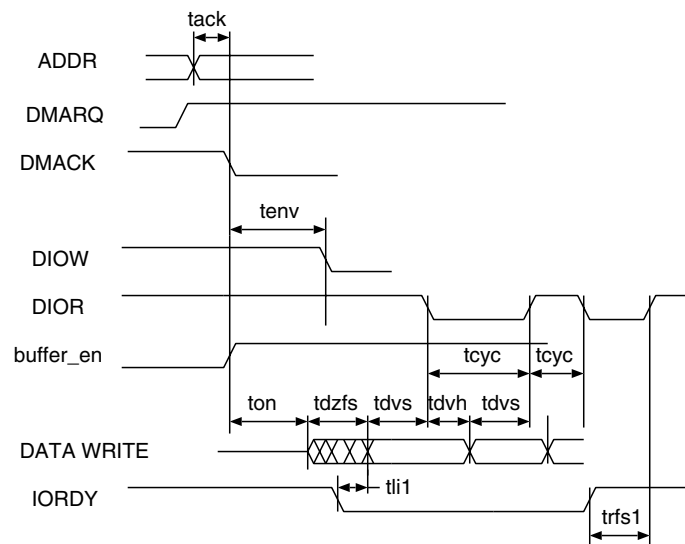 tack
ADDR
DMARQ
DMACK
tenv
DIOW
DIOR
buffer_en
tcyc tcyc
ton tdzfs tdvs tdvh tdvs
DATA WRITE
tli1
IORDY
trfs1